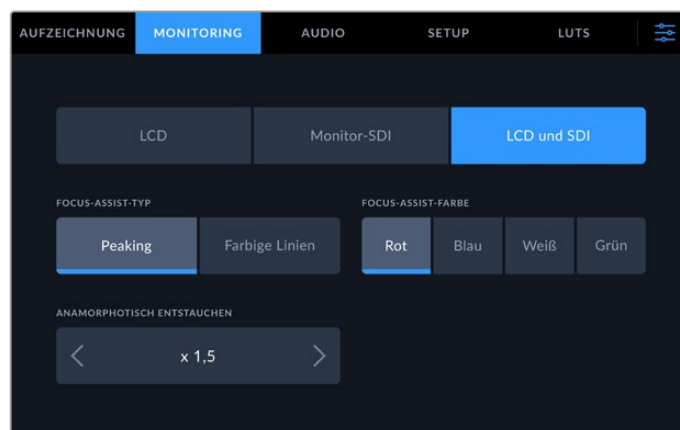 AUFZEICHNUNG MONITORING AUDIO SETUP LUTS
LCD Monitor-SDI LCD und SDI
FOCUS-ASSIST-TYP FOCUS-ASSIST-FARBE
Peaking Farbige Linien Rot Blau Weiß Grün
ANAMORPHOTISCH ENTSTAUCHEN
x 1,5